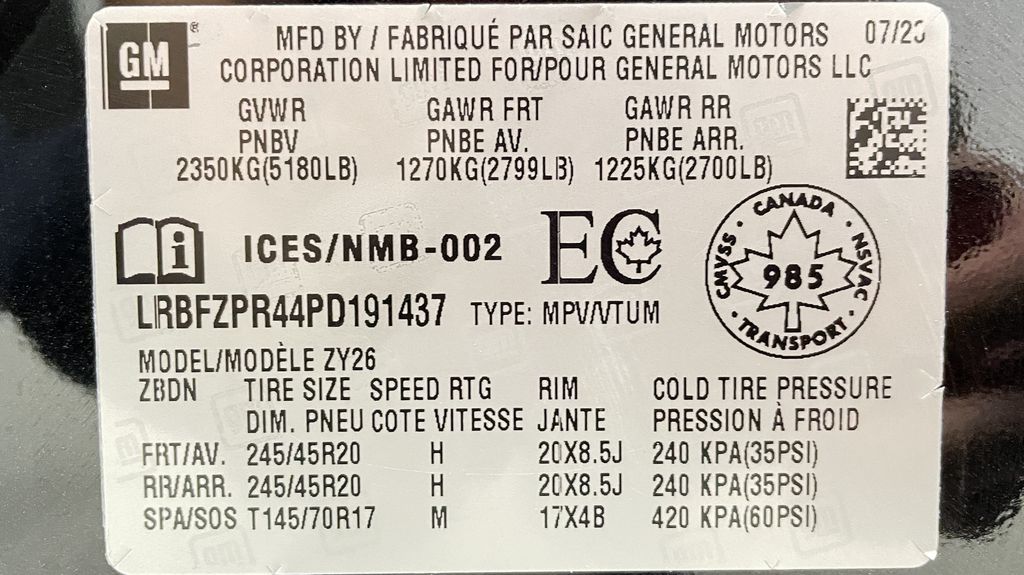 GM ® MFD BY / FABRIQUÉ PAR SAIC GENERAL MOTORS 07/23
CORPORATION LIMITED FOR/POUR GENERAL MOTORS LLC
GVWR GAWR FRT GAWR RR
PNBV PNBE AV. PNBE ARR.
2350KG(5180LB) 1270KG(2799LB) 1225KG(2700LB)
i ICES/NMB-002 EC
CANADA
CMVSS · 985 · NSVAC
· TRANSPORT ·
LRBFZPR44PD191437 TYPE: MPV/VTUM
MODEL/MODÈLE ZY26
ZBDN TIRE SIZE SPEED RTG RIM COLD TIRE PRESSURE
DIM. PNEU COTE VITESSE JANTE PRESSION À FROID
FRT/AV. 245/45R20 H 20X8.5J 240 KPA(35PSI)
RR/ARR. 245/45R20 H 20X8.5J 240 KPA(35PSI)
SPA/SOS T145/70R17 M 17X4B 420 KPA(60PSI)